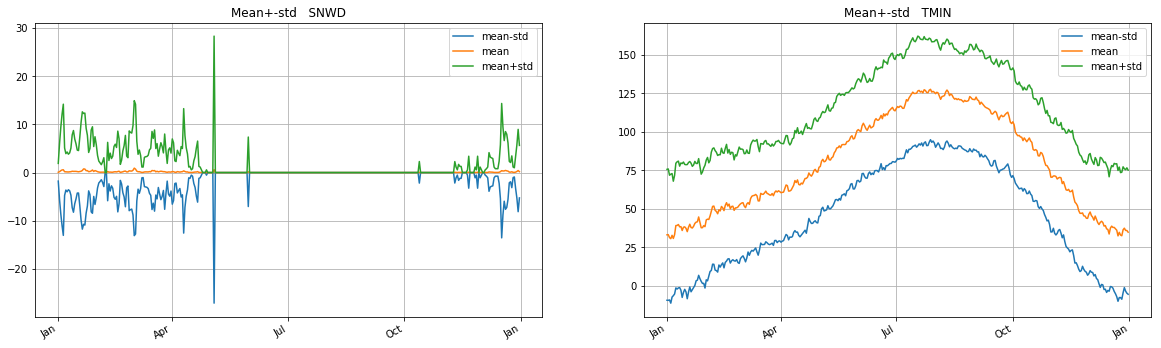 Mean+-std SNWD
30
20
10
0
−10
−20
Jan
Apr
Jul
Oct
Jan
mean-std
mean
mean+std
Mean+-std TMIN
150
125
100
75
50
25
0
Jan
Apr
Jul
Oct
Jan
mean-std
mean
mean+std